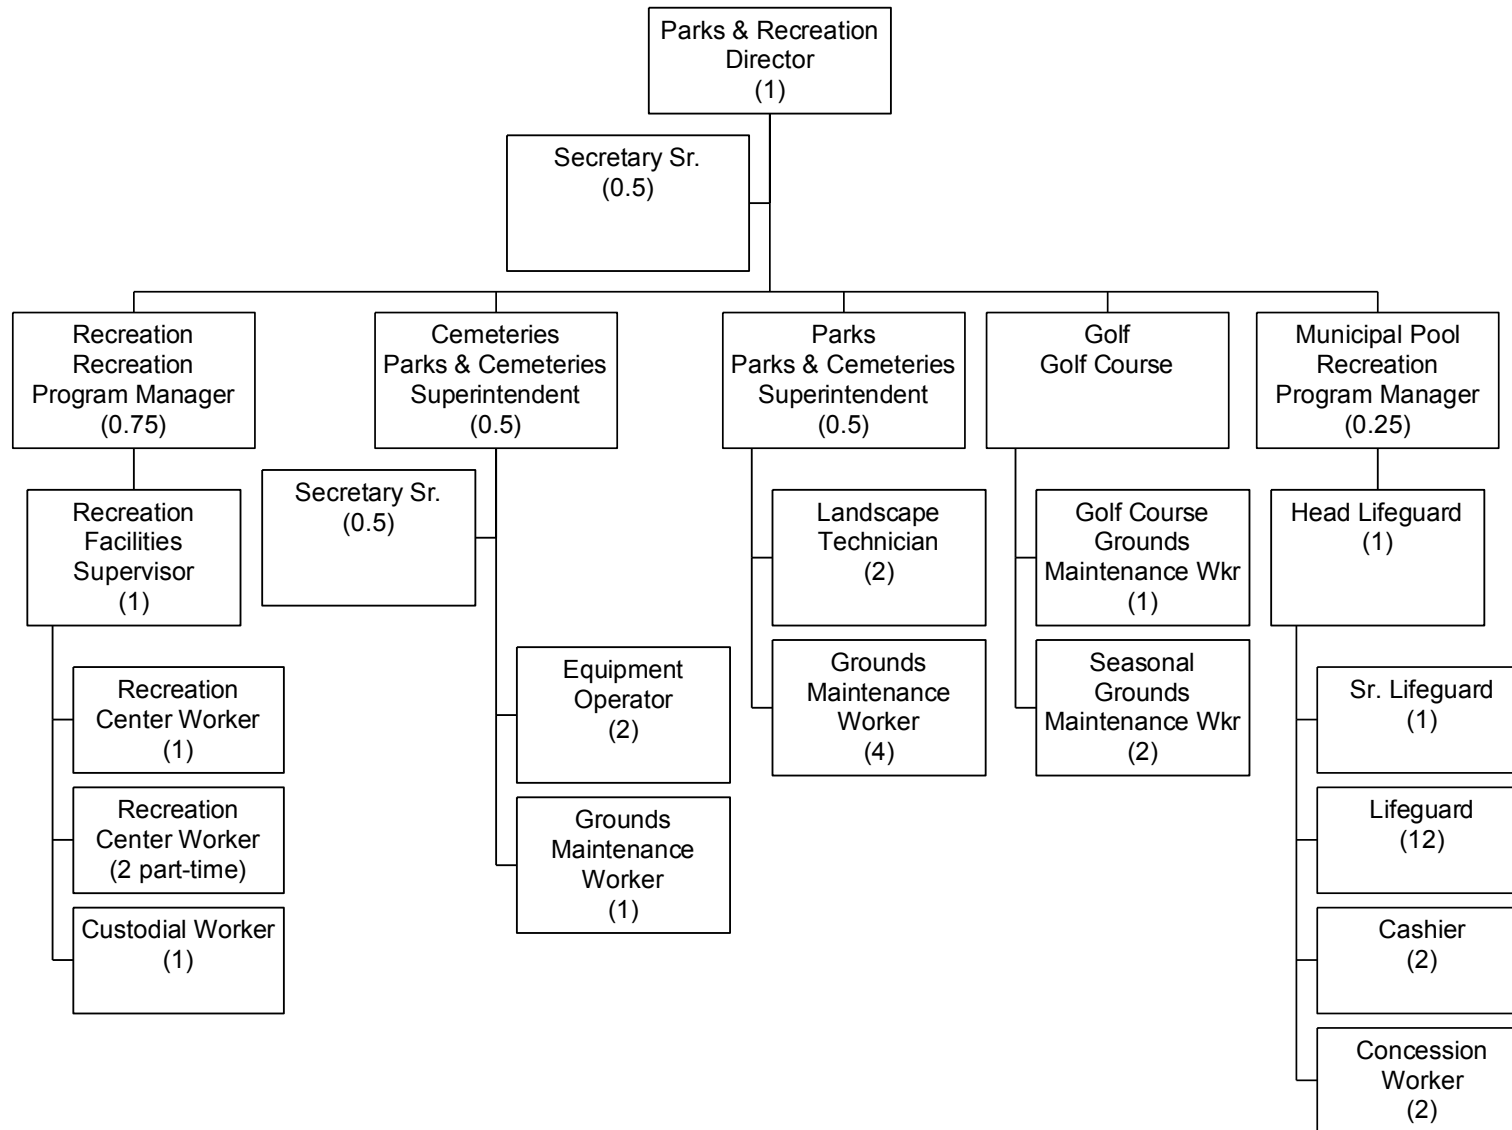 Parks & Recreation
Director
(1)
Secretary Sr.
(0.5)
Recreation
Recreation
Program Manager
(0.75)
Recreation
Facilities
Supervisor
(1)
Recreation
Center Worker
(1)
Recreation
Center Worker
(2 part-time)
Custodial Worker
(1)
Cemeteries
Parks & Cemeteries
Superintendent
(0.5)
Secretary Sr.
(0.5)
Equipment
Operator
(2)
Grounds
Maintenance
Worker
(1)
Parks
Parks & Cemeteries
Superintendent
(0.5)
Landscape
Technician
(2)
Grounds
Maintenance
Worker
(4)
Golf
Golf Course
Golf Course
Grounds
Maintenance Wkr
(1)
Seasonal
Grounds
Maintenance Wkr
(2)
Municipal Pool
Recreation
Program Manager
(0.25)
Head Lifeguard
(1)
Sr. Lifeguard
(1)
Lifeguard
(12)
Cashier
(2)
Concession
Worker
(2)